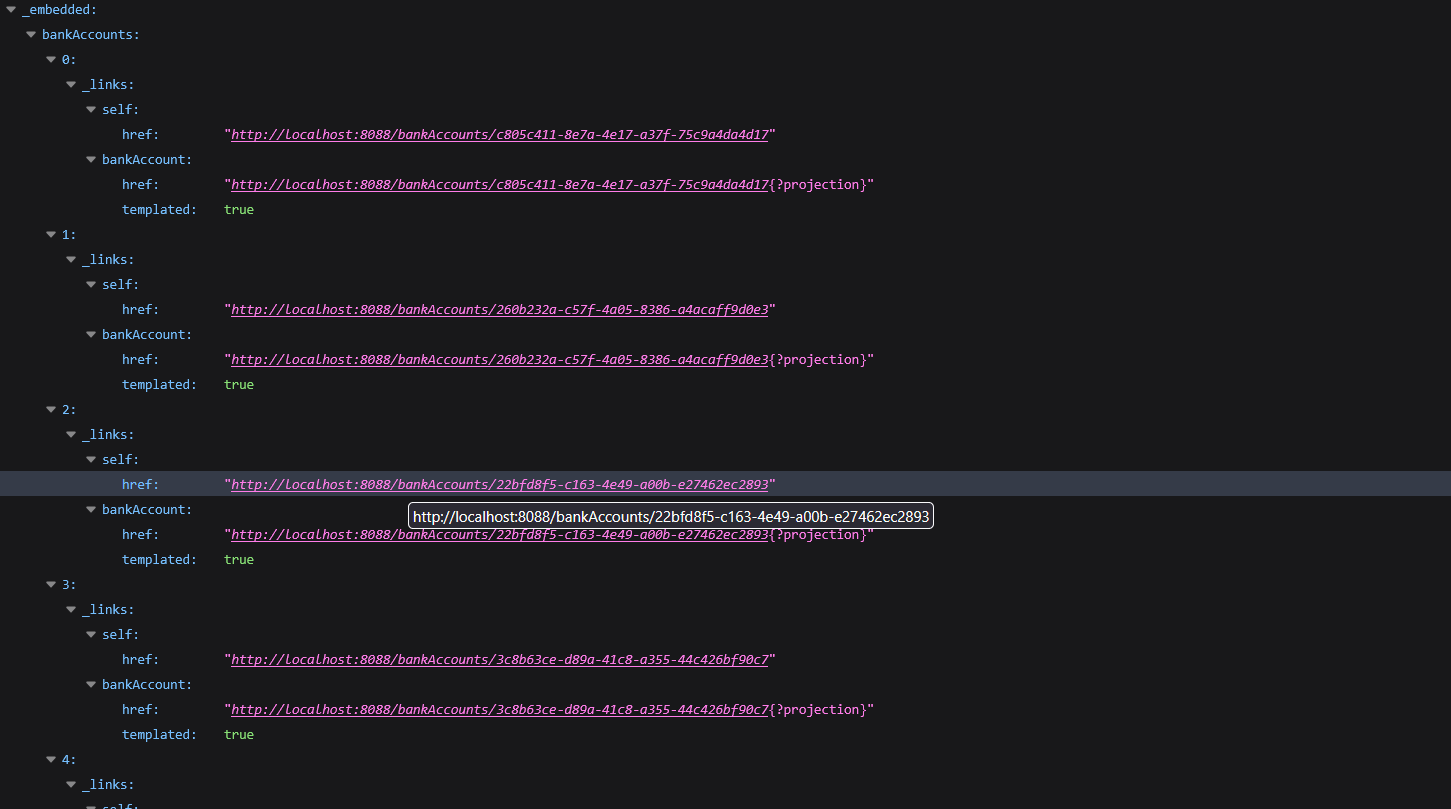 _embedded:
bankAccounts:
0:
_links:
self:
href: "http://localhost:8088/bankAccounts/c805c411-8e7a-4e17-a37f-75c9a4da4d17"
bankAccount:
href: "http://localhost:8088/bankAccounts/c805c411-8e7a-4e17-a37f-75c9a4da4d17{?projection}"
templated: true
1:
_links:
self:
href: "http://localhost:8088/bankAccounts/260b232a-c57f-4a05-8386-a4acaff9d0e3"
bankAccount:
href: "http://localhost:8088/bankAccounts/260b232a-c57f-4a05-8386-a4acaff9d0e3{?projection}"
templated: true
2:
_links:
self:
href: "http://localhost:8088/bankAccounts/22bfd8f5-c163-4e49-a00b-e27462ec2893"
bankAccount:
http://localhost:8088/bankAccounts/22bfd8f5-c163-4e49-a00b-e27462ec2893
href: "http://localhost:8088/bankAccounts/22bfd8f5-c163-4e49-a00b-e27462ec2893{?projection}"
templated: true
3:
_links:
self:
href: "http://localhost:8088/bankAccounts/3c8b63ce-d89a-41c8-a355-44c426bf90c7"
bankAccount:
href: "http://localhost:8088/bankAccounts/3c8b63ce-d89a-41c8-a355-44c426bf90c7{?projection}"
templated: true
4:
_links:
self: